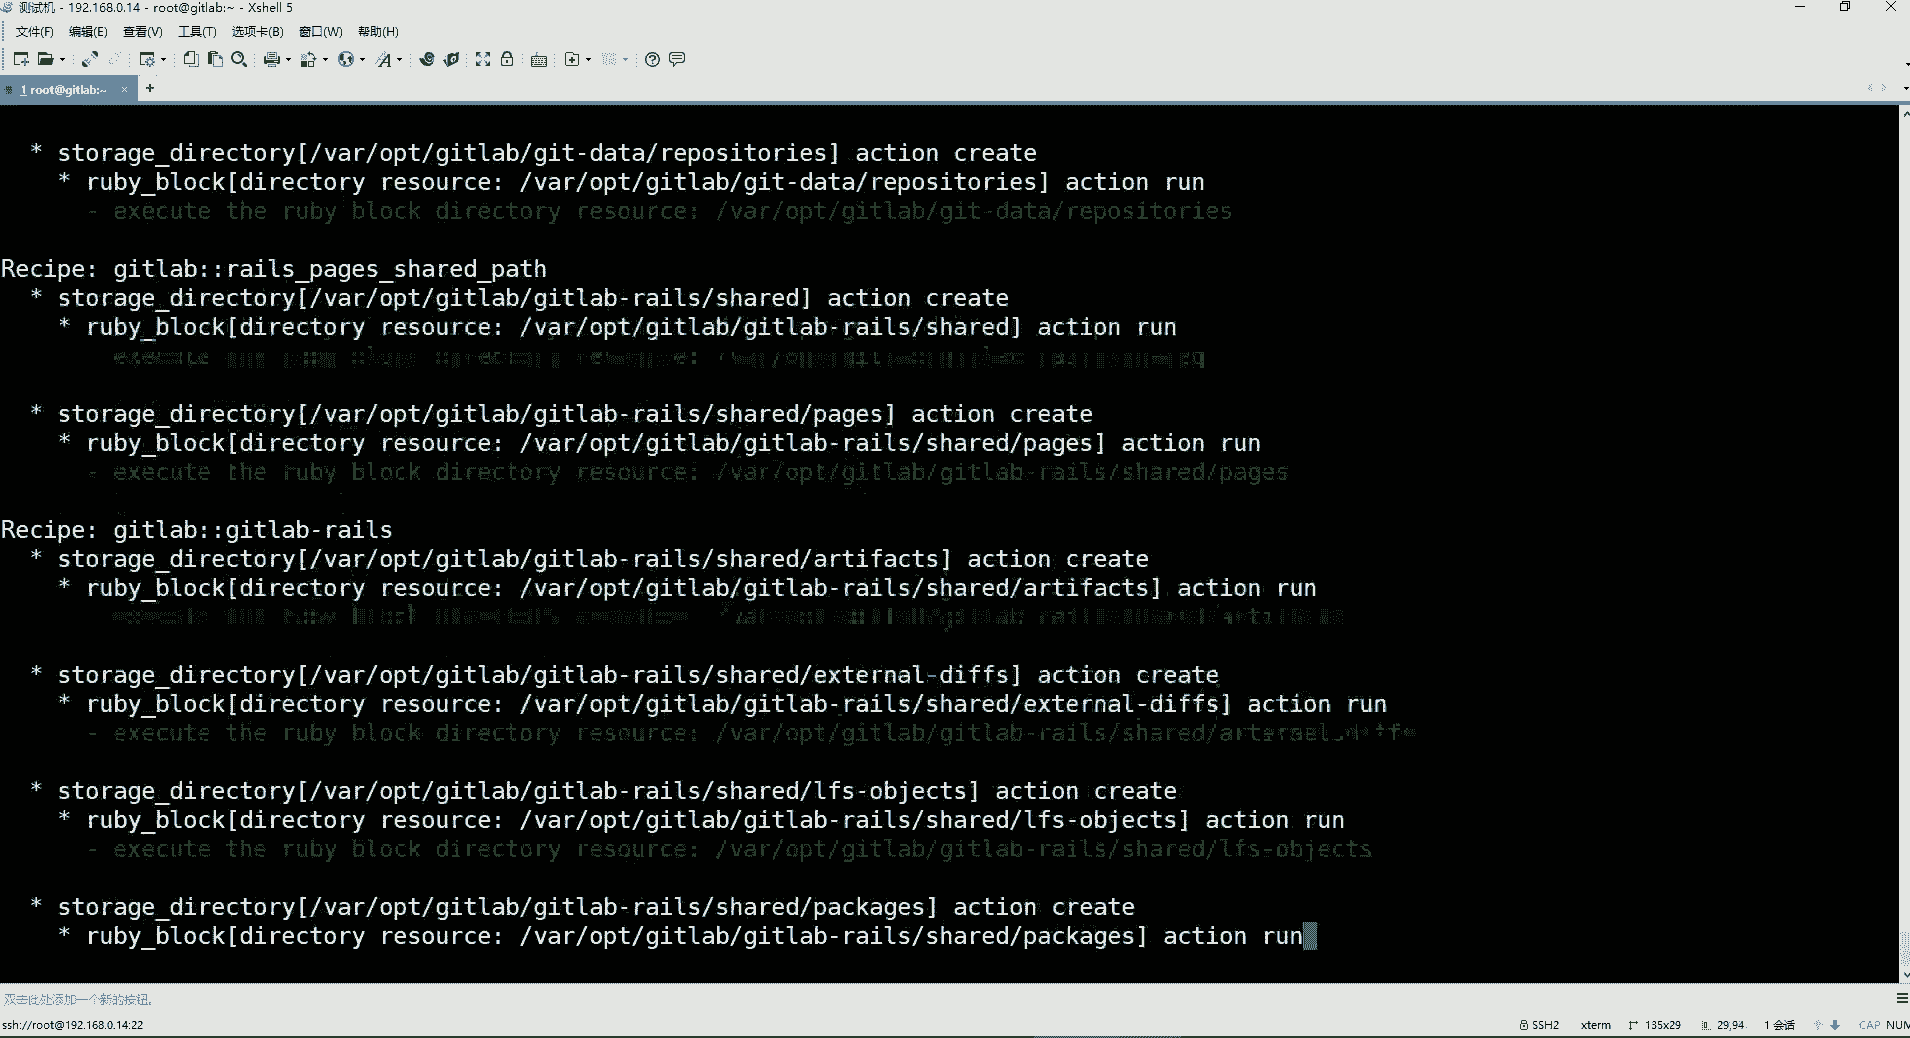 测试机 - 192.168.0.14 - root@gitlab:~ - Xshell 5
文件(F) 编辑(E) 查看(V) 工具(T) 选项卡(B) 窗口(W) 帮助(H)
1 root@gitlab:~ × +
* storage_directory[/var/opt/gitlab/git-data/repositories] action create
* ruby_block[directory resource: /var/opt/gitlab/git-data/repositories] action run
- execute the ruby block directory resource: /var/opt/gitlab/git-data/repositories
Recipe: gitlab::rails_pages_shared_path
* storage_directory[/var/opt/gitlab/gitlab-rails/shared] action create
* ruby_block[directory resource: /var/opt/gitlab/gitlab-rails/shared] action run
execute
* storage_directory[/var/opt/gitlab/gitlab-rails/shared/pages] action create
* ruby_block[directory resource: /var/opt/gitlab/gitlab-rails/shared/pages] action run
- execute the ruby block directory resource: /var/opt/gitlab/gitlab-rails/shared/pages
Recipe: gitlab::gitlab-rails
* storage_directory[/var/opt/gitlab/gitlab-rails/shared/artifacts] action create
* ruby_block[directory resource: /var/opt/gitlab/gitlab-rails/shared/artifacts] action run
* storage_directory[/var/opt/gitlab/gitlab-rails/shared/external-diffs] action create
* ruby_block[directory resource: /var/opt/gitlab/gitlab-rails/shared/external-diffs] action run
- execute the ruby block directory resource:
* storage_directory[/var/opt/gitlab/gitlab-rails/shared/lfs-objects] action create
* ruby_block[directory resource: /var/opt/gitlab/gitlab-rails/shared/lfs-objects] action run
- execute the ruby block directory resource: /var/opt/gitlab/gitlab-rails/shared/lfs-objects
* storage_directory[/var/opt/gitlab/gitlab-rails/shared/packages] action create
* ruby_block[directory resource: /var/opt/gitlab/gitlab-rails/shared/packages] action run
双击此处添加一个新的按钮。
ssh://root@192.168.0.14:22 SSH2 xterm 135x29 29,94 1 会话 CAP NUM